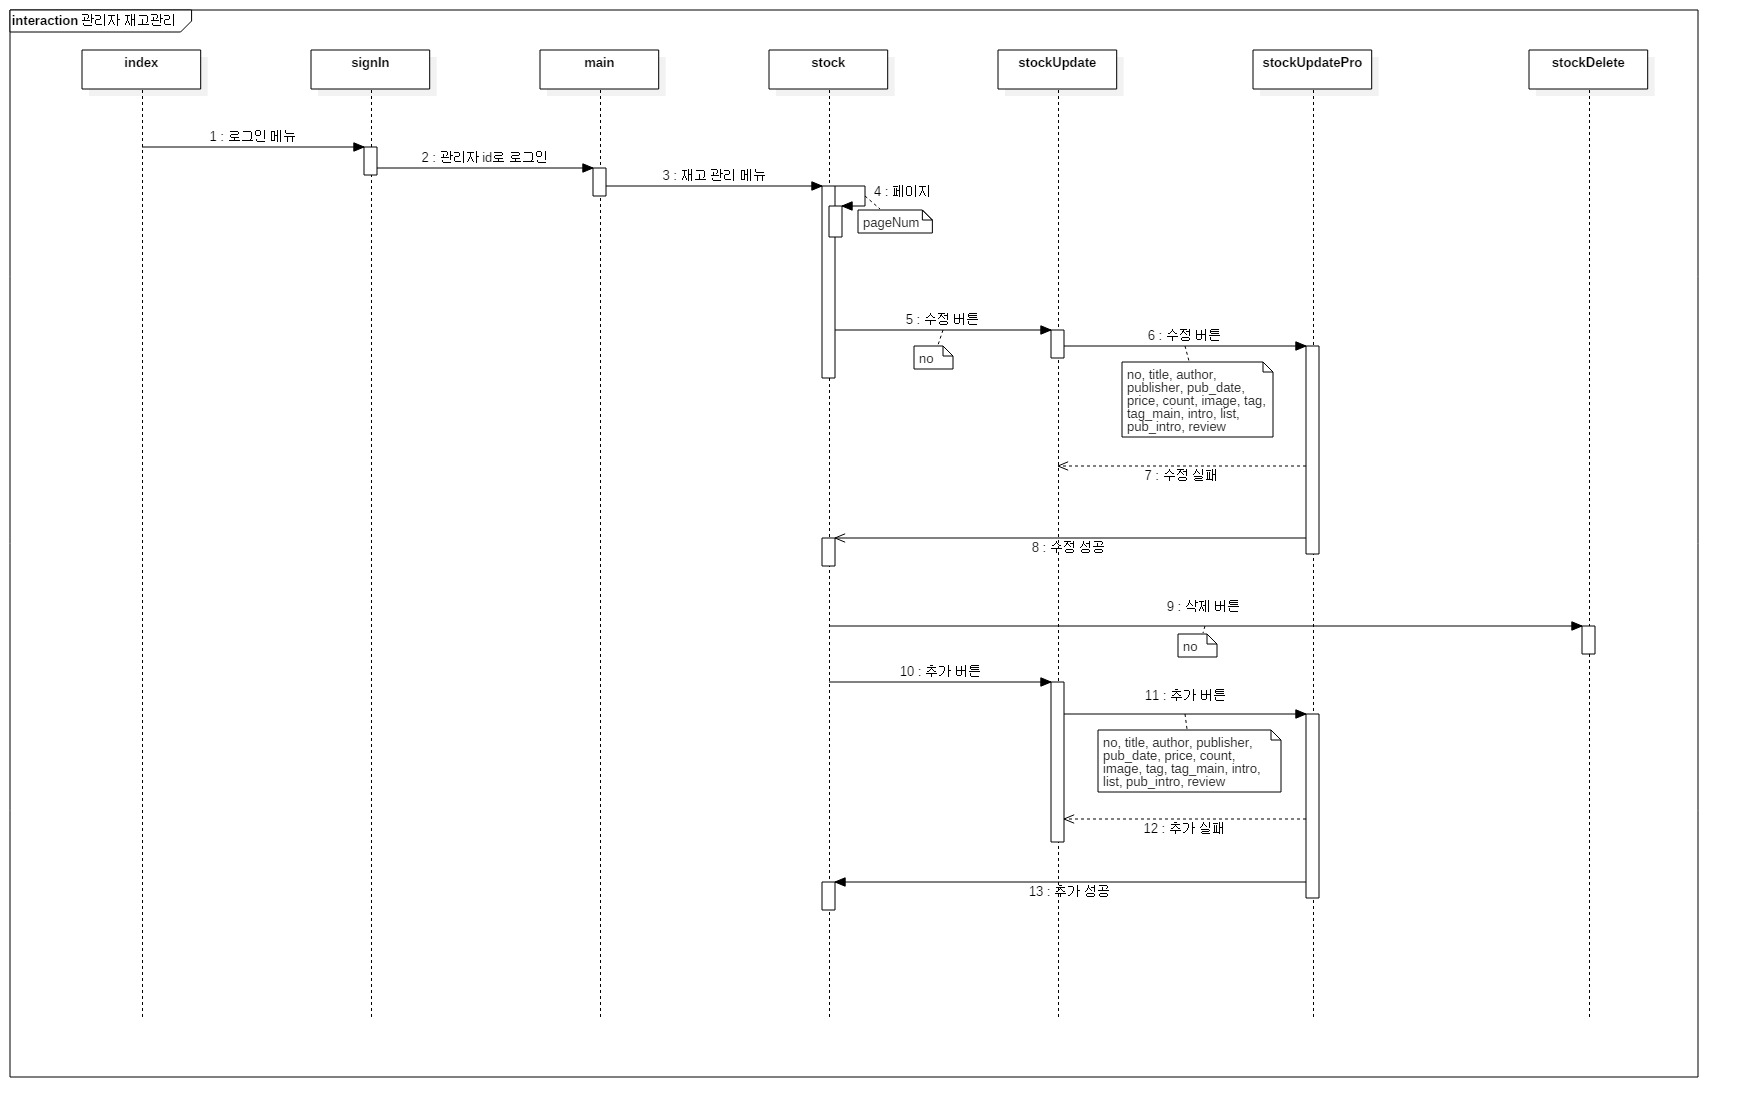 interaction 관리자 재고관리
index
signIn
main
stock
stockUpdate
stockUpdatePro
stockDelete
1 : 로그인 메뉴
2 : 관리자 id로 로그인
3 : 재고 관리 메뉴
4 : 페이지
pageNum
5 : 수정 버튼
no
6 : 수정 버튼
no, title, author,
publisher, pub_date,
price, count, image, tag,
tag_main, intro, list,
pub_intro, review
7 : 수정 실패
8 : 수정 성공
9 : 삭제 버튼
no
10 : 추가 버튼
11 : 추가 버튼
no, title, author, publisher,
pub_date, price, count,
image, tag, tag_main, intro,
list, pub_intro, review
12 : 추가 실패
13 : 추가 성공